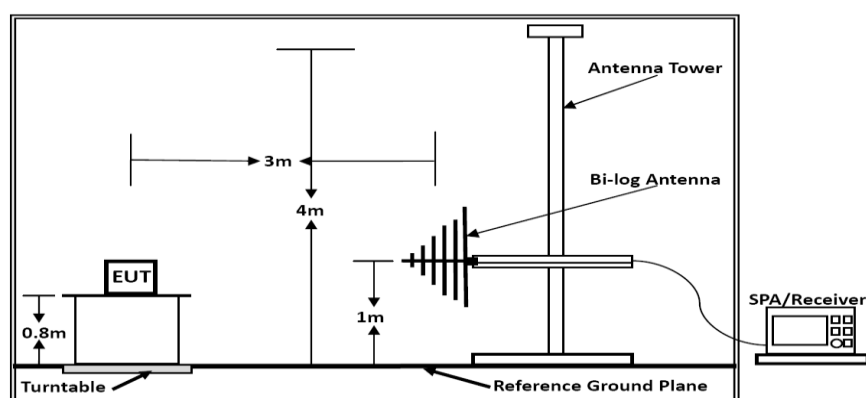 Antenna Tower
3m
Bi-log Antenna
4m
EUT
SPA/Receiver
0.8m
1m
Turntable
Reference Ground Plane